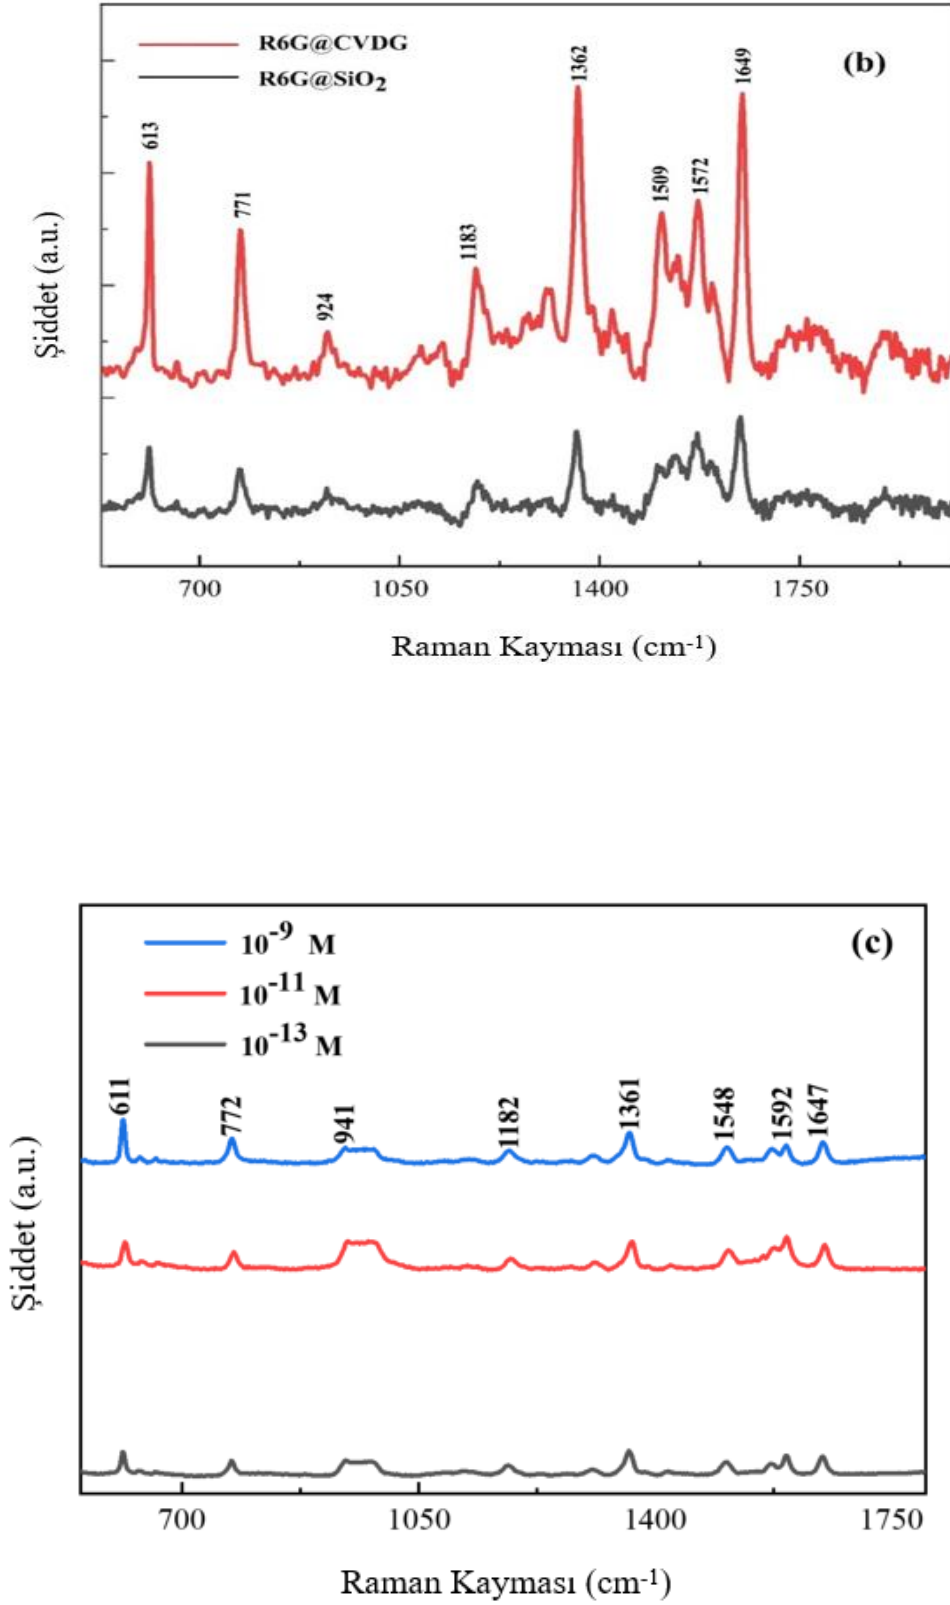 R6G@CVDG
R6G@SiO₂
(b)
613
771
924
1183
1362
1509
1572
1649
Şiddet (a.u.)
700 1050 1400 1750
Raman Kayması (cm⁻¹)
10⁻⁹ M
10⁻¹¹ M
10⁻¹³ M
(c)
611
772
941
1182
1361
1548
1592
1647
Şiddet (a.u.)
700 1050 1400 1750
Raman Kayması (cm⁻¹)